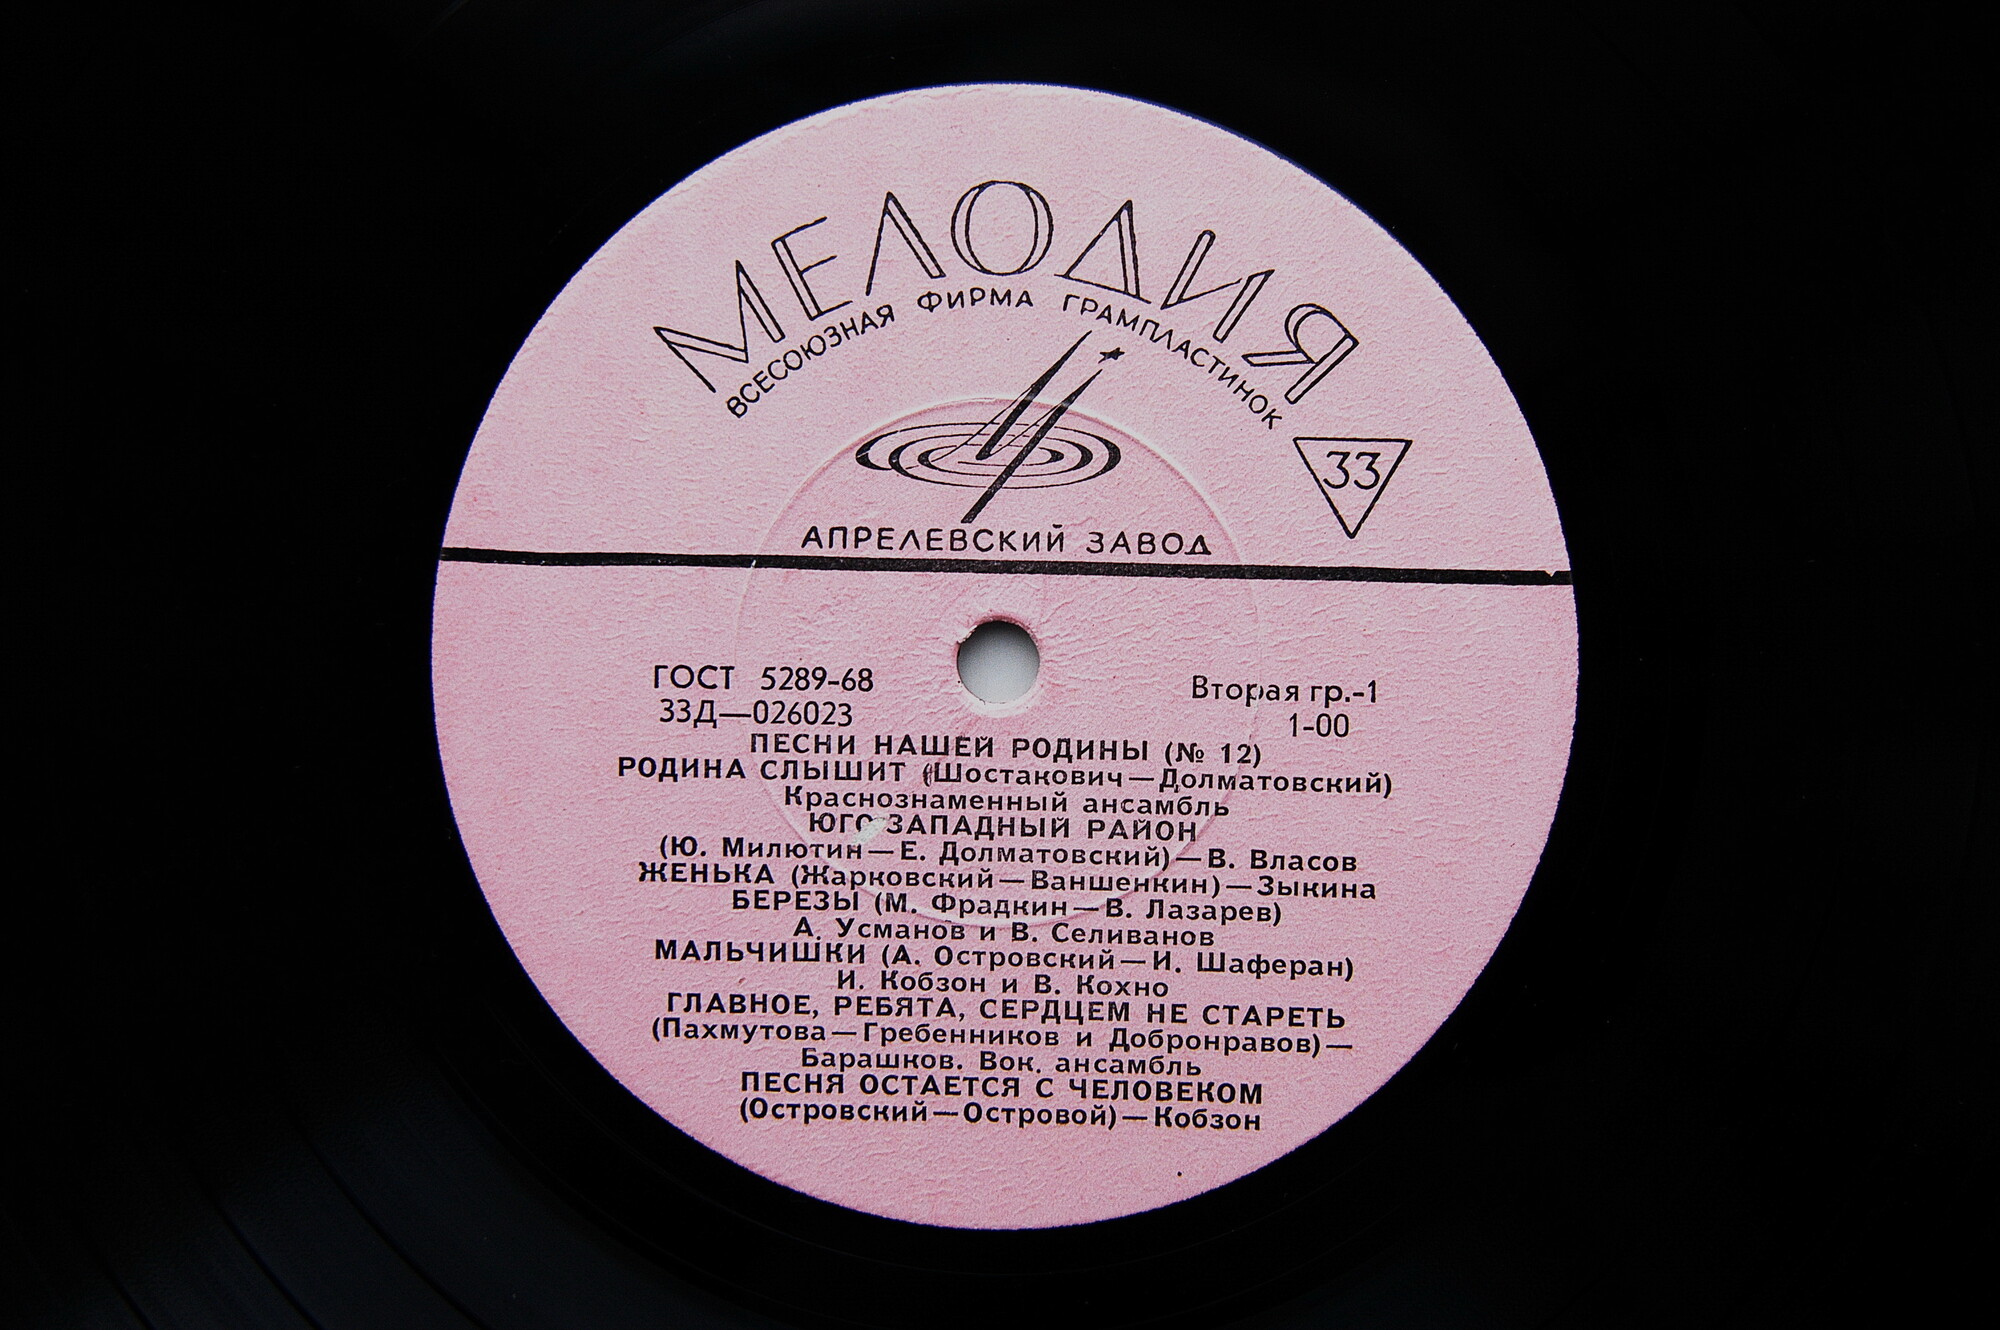 МЕЛОДИЯ
ВСЕСОЮЗНАЯ ФИРМА ГРАМПЛАСТИНОК
33
АПРЕЛЕВСКИЙ ЗАВОД
ГОСТ 5289-68
Вторая гр.-1
33Д—026023
1-00
ПЕСНИ НАШЕЙ РОДИНЫ (№ 12)
РОДИНА СЛЫШИТ (Шостакович—Долматовский)
Краснознаменный ансамбль
ЮГО-ЗАПАДНЫЙ РАЙОН
(Ю. Милютин—Е. Долматовский)—В. Власов
ЖЕНЬКА (Жарковский—Ваншенкин)—Зыкина
БЕРЕЗЫ (М. Фрадкин—В. Лазарев)
А. Усманов и В. Селиванов
МАЛЬЧИШКИ (А. Островский—И. Шаферан)
И. Кобзон и В. Кохно
ГЛАВНОЕ, РЕБЯТА, СЕРДЦЕМ НЕ СТАРЕТЬ
(Пахмутова—Гребенников и Добронравов)—
Барашков. Вок. ансамбль
ПЕСНЯ ОСТАЕТСЯ С ЧЕЛОВЕКОМ
(Островский—Островой)—Кобзон